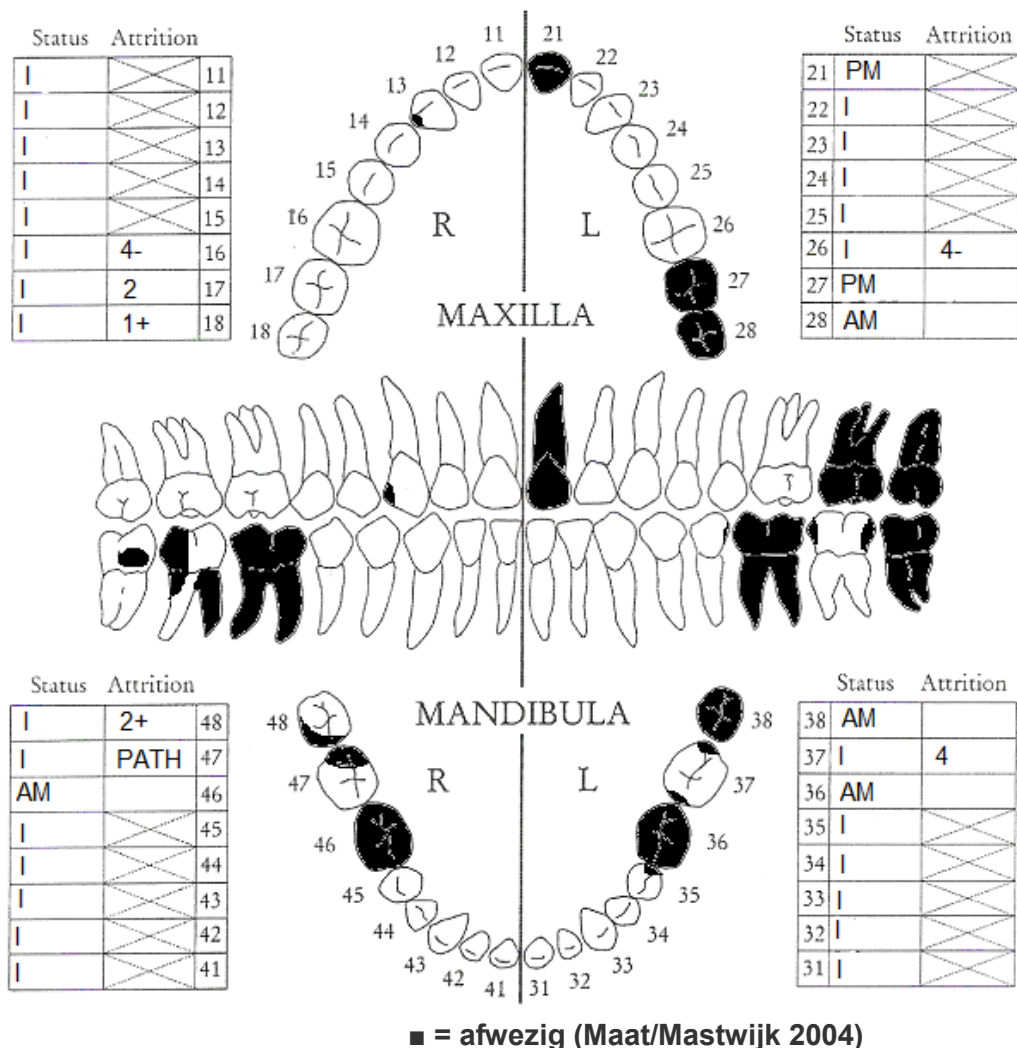 Status Attrition
I 11
I 12
I 13
I 14
I 15
I 4- 16
I 2 17
I 1+ 18
11
12
13
14
15
16
17
18
R
21
22
23
24
25
26
27
28
L
MAXILLA
Status Attrition
21 PM
22 I
23 I
24 I
25 I
26 I 4-
27 PM
28 AM
Status Attrition
I 2+ 48
I PATH 47
AM 46
I 45
I 44
I 43
I 42
I 41
MANDIBULA
48
47
46
45
44
43
42
41
R
38
37
36
35
34
33
32
31
L
Status Attrition
38 AM
37 I 4
36 AM
35 I
34 I
33 I
32 I
31 I
■ = afwezig (Maat/Mastwijk 2004)